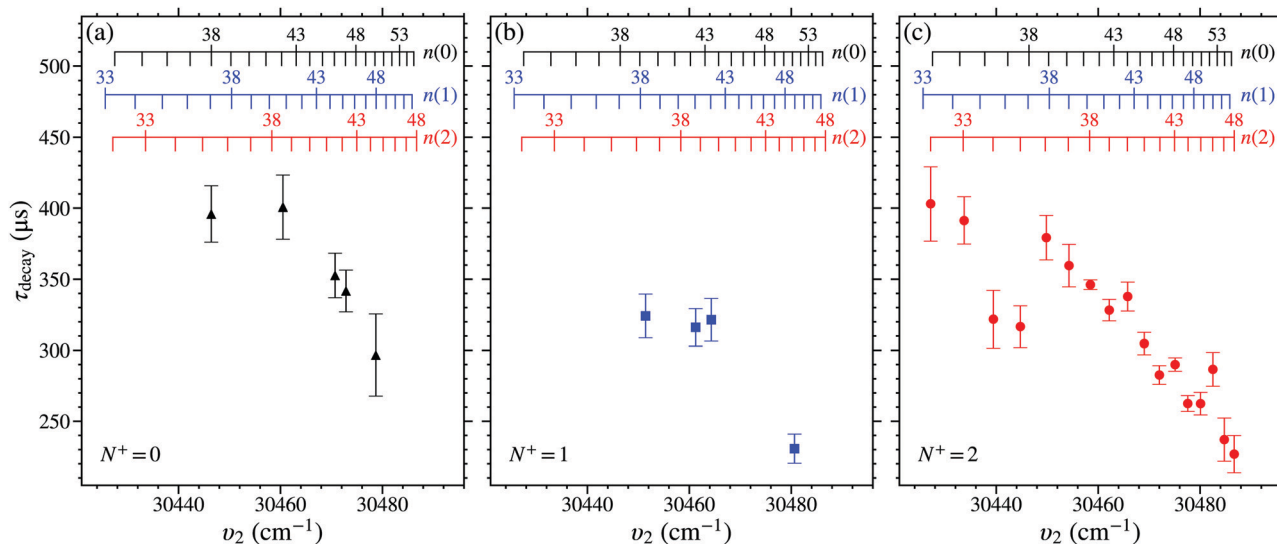 (a)
38 43 48 53
n(0)
33 38 43 48
n(1)
33 38 43 48
n(2)
N⁺=0
(b)
38 43 48 53
n(0)
33 38 43 48
n(1)
33 38 43 48
n(2)
N⁺=1
(c)
38 43 48 53
n(0)
33 38 43 48
n(1)
33 38 43 48
n(2)
N⁺=2
500
450
400
350
300
250
τdecay (μs)
30440 30460 30480
υ₂ (cm⁻¹)
30440 30460 30480
υ₂ (cm⁻¹)
30440 30460 30480
υ₂ (cm⁻¹)